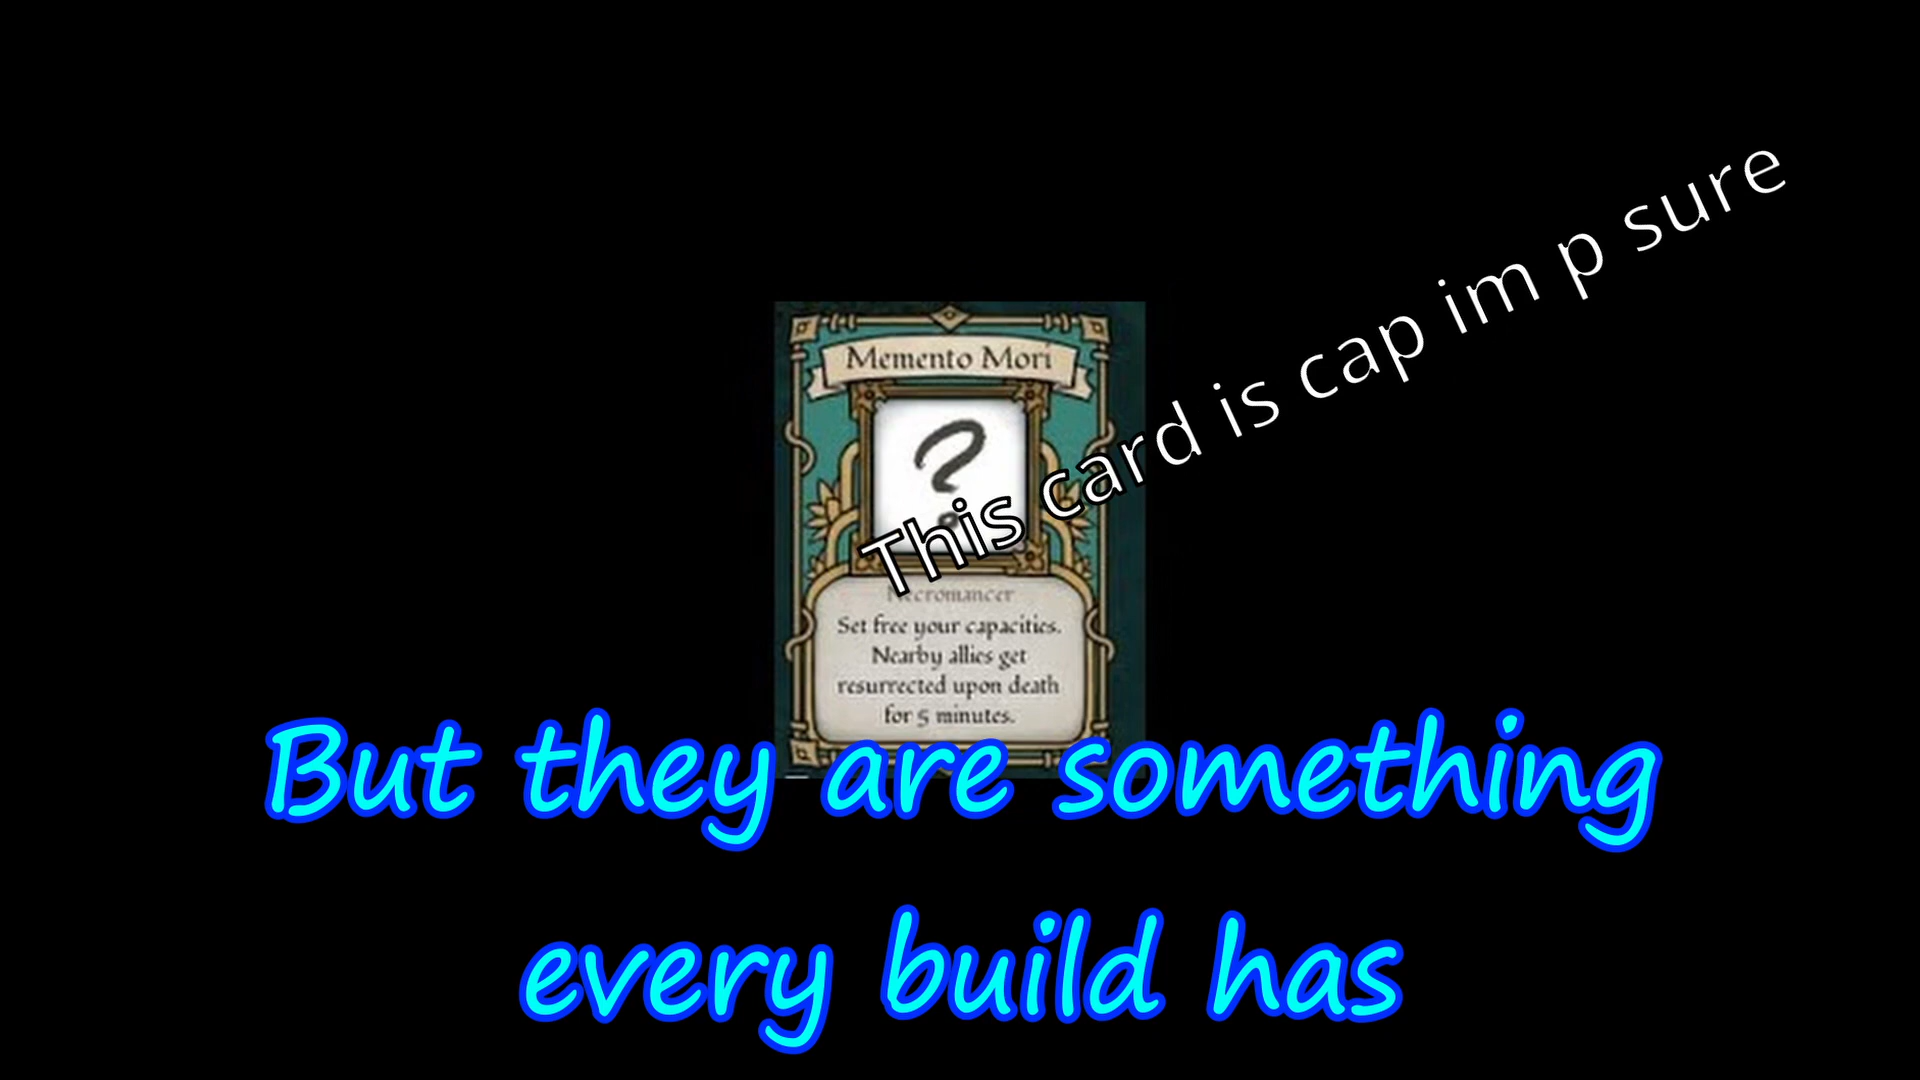 This card is cap im p sure
Memento Mori
?
Necromancer
Set free your capacities.
Nearby allies get
resurrected upon death
for 5 minutes.
But they are something
every build has